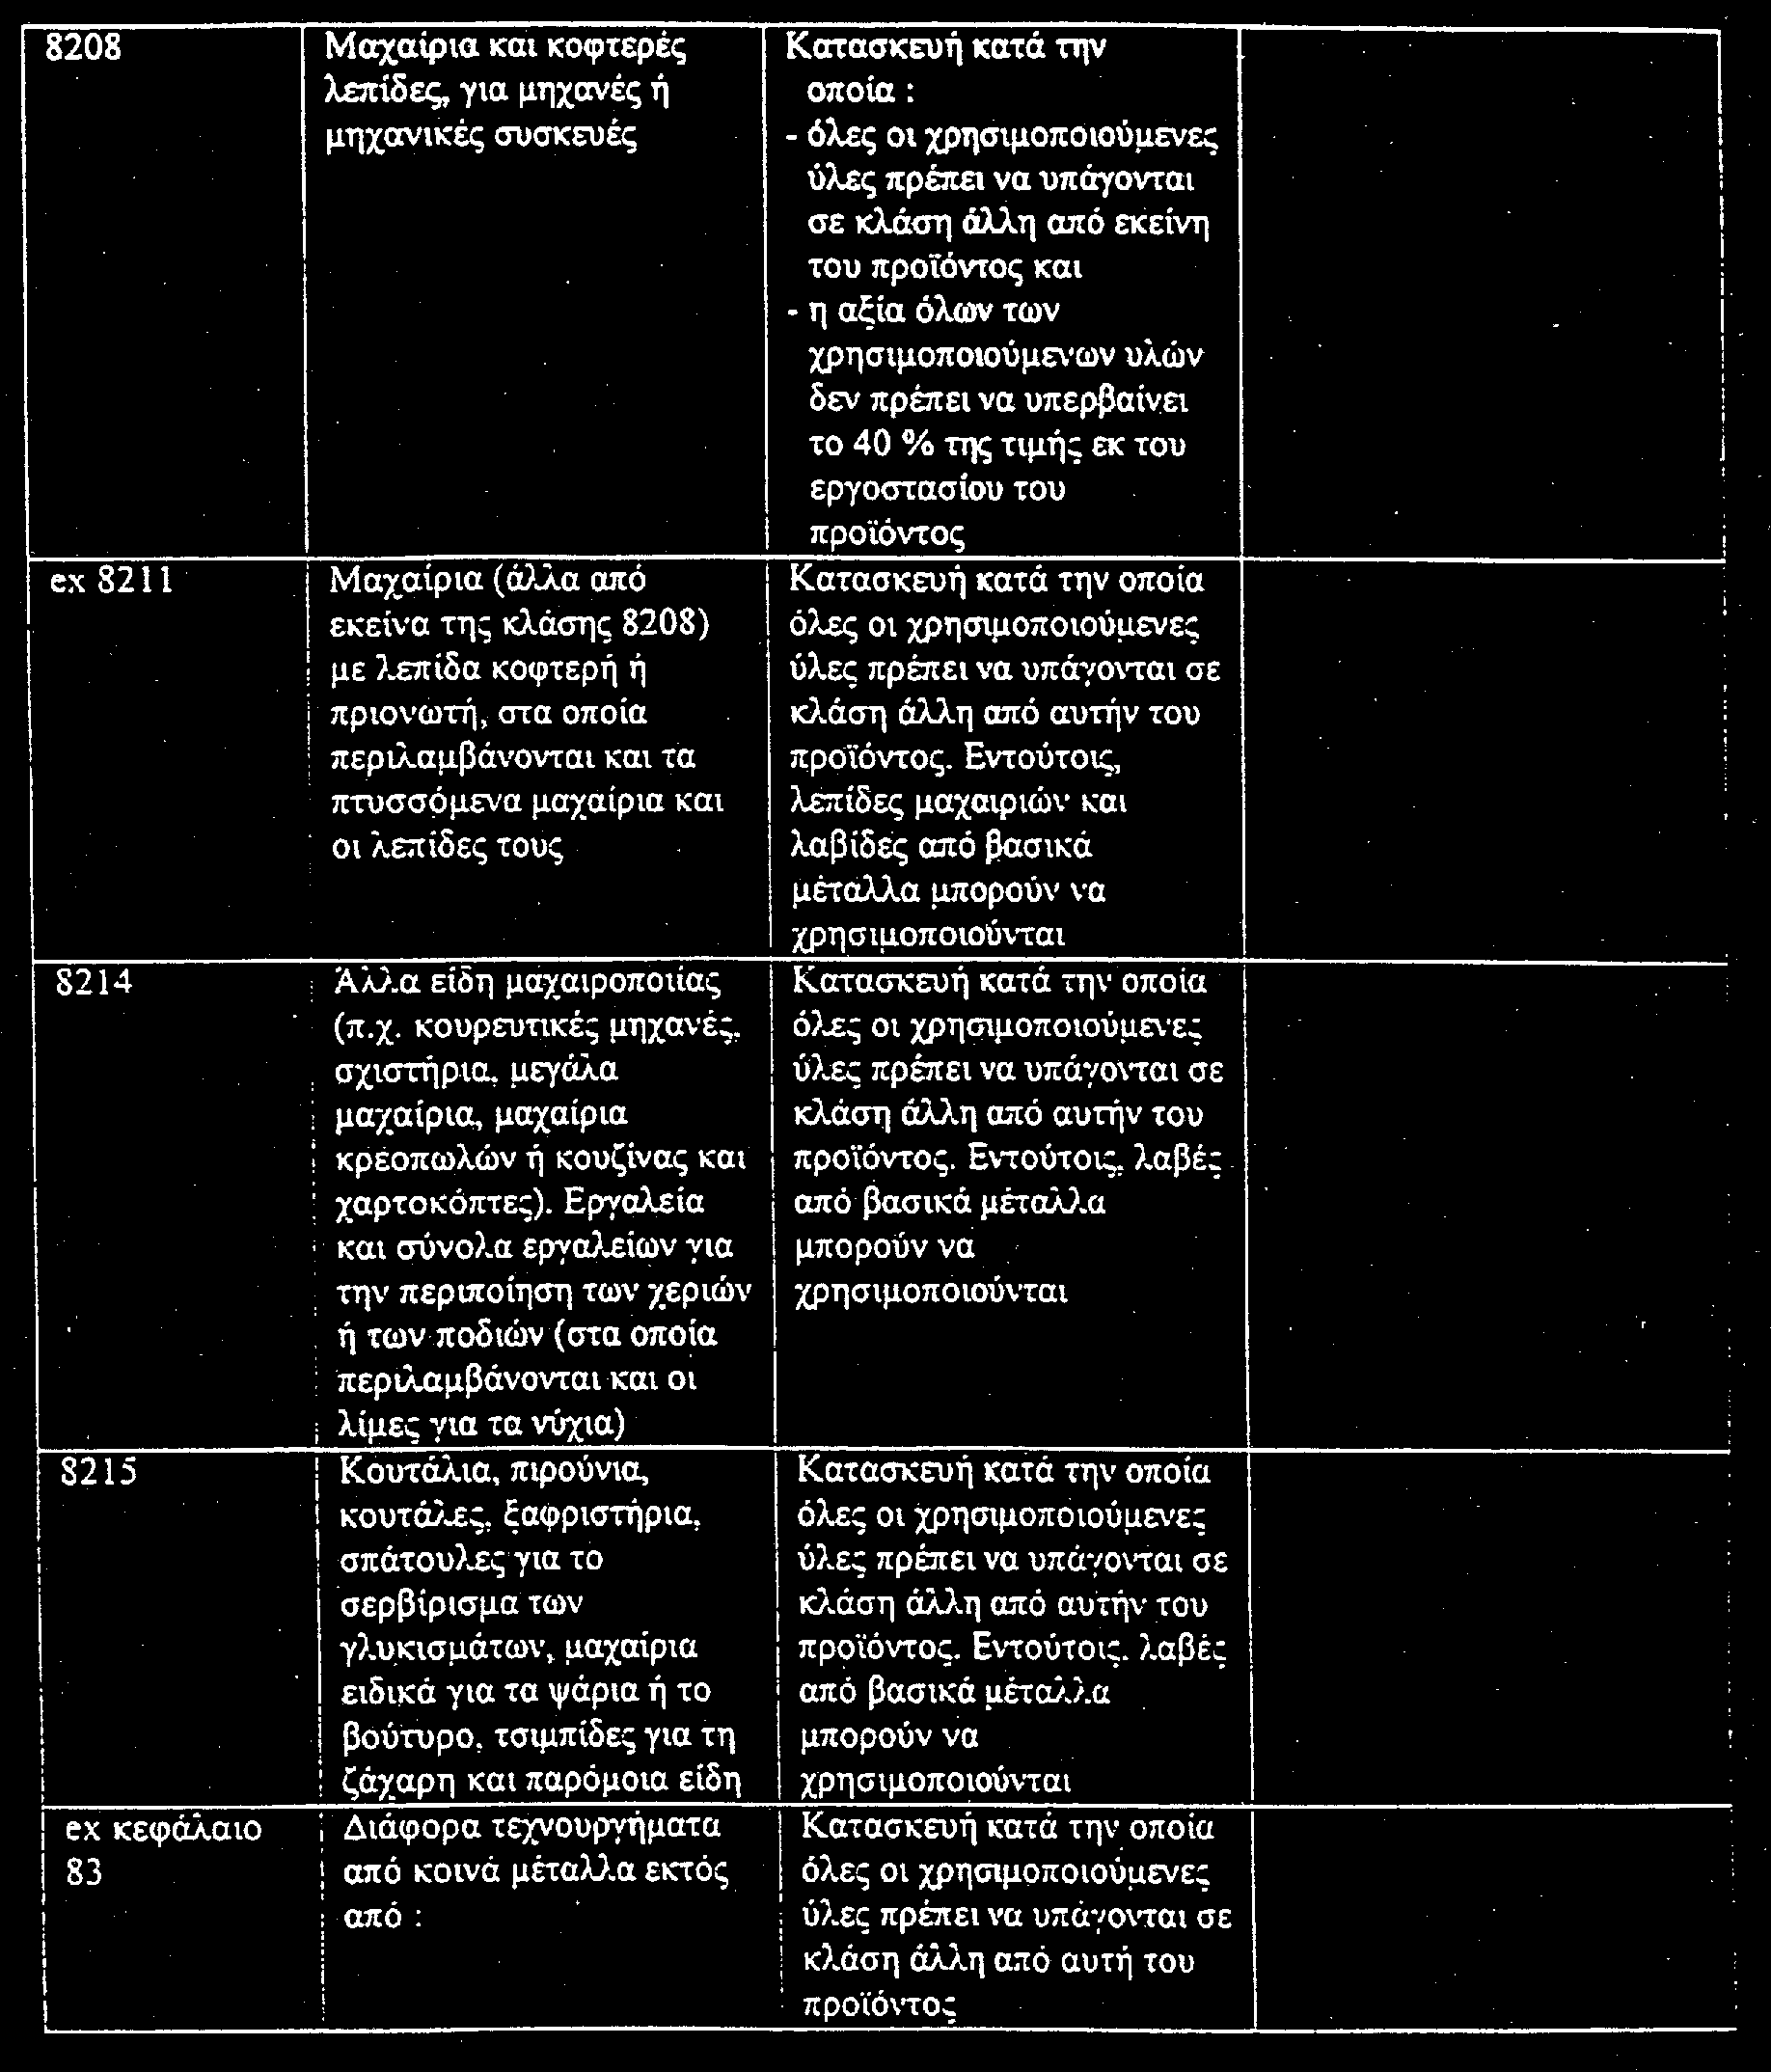 8208
Μαχαίρια και κοφτερές
λεπίδες, για μηχανές ή
μηχανικές συσκευές
Κατασκευή κατά την
οποία :
- όλες οι χρησιμοποιούμενες
ύλες πρέπει να υπάγονται
σε κλάση άλλη από εκείνη
του προϊόντος και
- η αξία όλων των
χρησιμοποιούμενων υλών
δεν πρέπει να υπερβαίνει
το 40 % της τιμής εκ του
εργοστασίου του
προϊόντος
ex 8211
Μαχαίρια (άλλα από
εκείνα της κλάσης 8208)
με λεπίδα κοφτερή ή
πριονωτή, στα οποία
περιλαμβάνονται και τα
πτυσσόμενα μαχαίρια και
οι λεπίδες τους
Κατασκευή κατά την οποία
όλες οι χρησιμοποιούμενες
ύλες πρέπει να υπάγονται σε
κλάση άλλη από αυτήν του
προϊόντος. Εντούτοις,
λεπίδες μαχαιριών και
λαβίδες από βασικά
μέταλλα μπορούν να
χρησιμοποιούνται
8214
Άλλα είδη μαχαιροποιίας
(π.χ. κουρευτικές μηχανές,
σχιστήρια, μεγάλα
μαχαίρια, μαχαίρια
κρεοπωλών ή κουζίνας και
χαρτοκόπτες). Εργαλεία
και σύνολα εργαλείων για
την περιποίηση των χεριών
ή των ποδιών (στα οποία
περιλαμβάνονται και οι
λίμες για τα νύχια)
Κατασκευή κατά την οποία
όλες οι χρησιμοποιούμενες
ύλες πρέπει να υπάγονται σε
κλάση άλλη από αυτήν του
προϊόντος. Εντούτοις, λαβές
από βασικά μέταλλα
μπορούν να
χρησιμοποιούνται
8215
Κουτάλια, πιρούνια,
κουτάλες, ξαφριστήρια,
σπάτουλες για το
σερβίρισμα των
γλυκισμάτων, μαχαίρια
ειδικά για τα ψάρια ή το
βούτυρο, τσιμπίδες για τη
ζάχαρη και παρόμοια είδη
Κατασκευή κατά την οποία
όλες οι χρησιμοποιούμενες
ύλες πρέπει να υπάγονται σε
κλάση άλλη από αυτήν του
προϊόντος. Εντούτοις, λαβές
από βασικά μέταλλα
μπορούν να
χρησιμοποιούνται
ex κεφάλαιο
83
Διάφορα τεχνουργήματα
από κοινά μέταλλα εκτός
από :
Κατασκευή κατά την οποία
όλες οι χρησιμοποιούμενες
ύλες πρέπει να υπάγονται σε
κλάση άλλη από αυτή του
προϊόντος